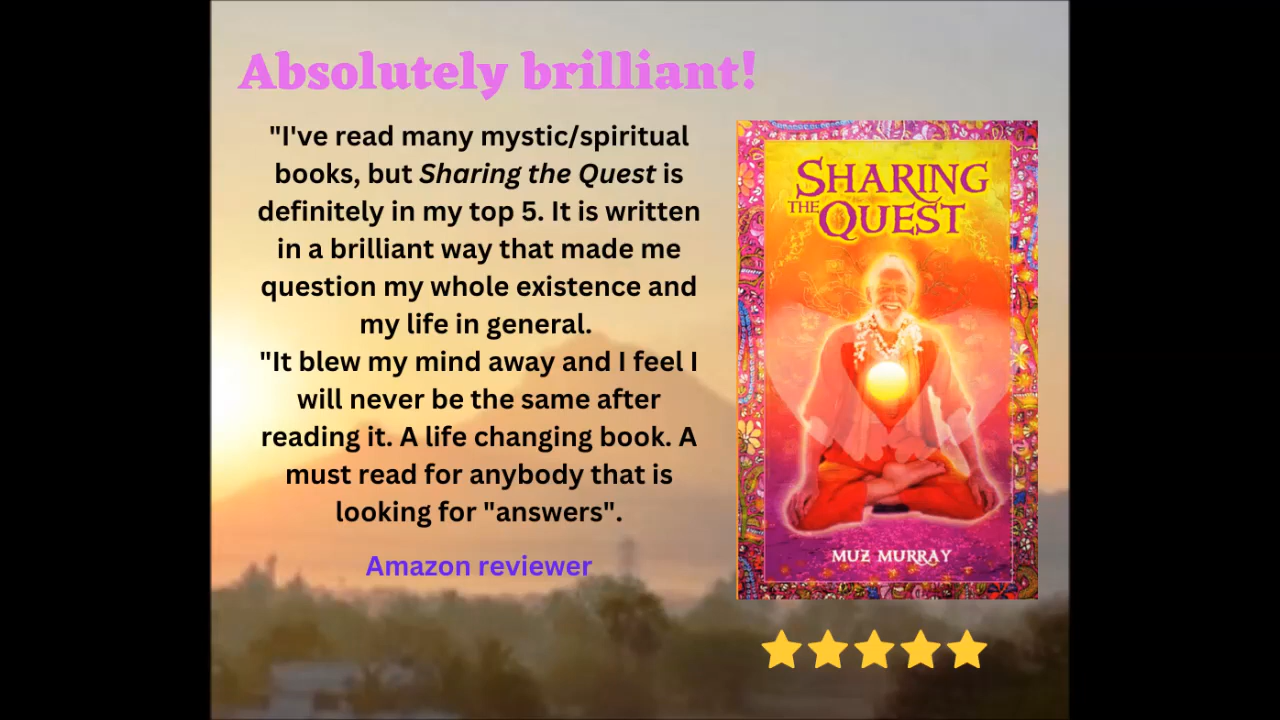 Absolutely brilliant!
"I've read many mystic/spiritual
books, but Sharing the Quest is
definitely in my top 5. It is written
in a brilliant way that made me
question my whole existence and
my life in general.
"It blew my mind away and I feel I
will never be the same after
reading it. A life changing book. A
must read for anybody that is
looking for "answers".
Amazon reviewer
SHARING
THE QUEST
MUZ MURRAY